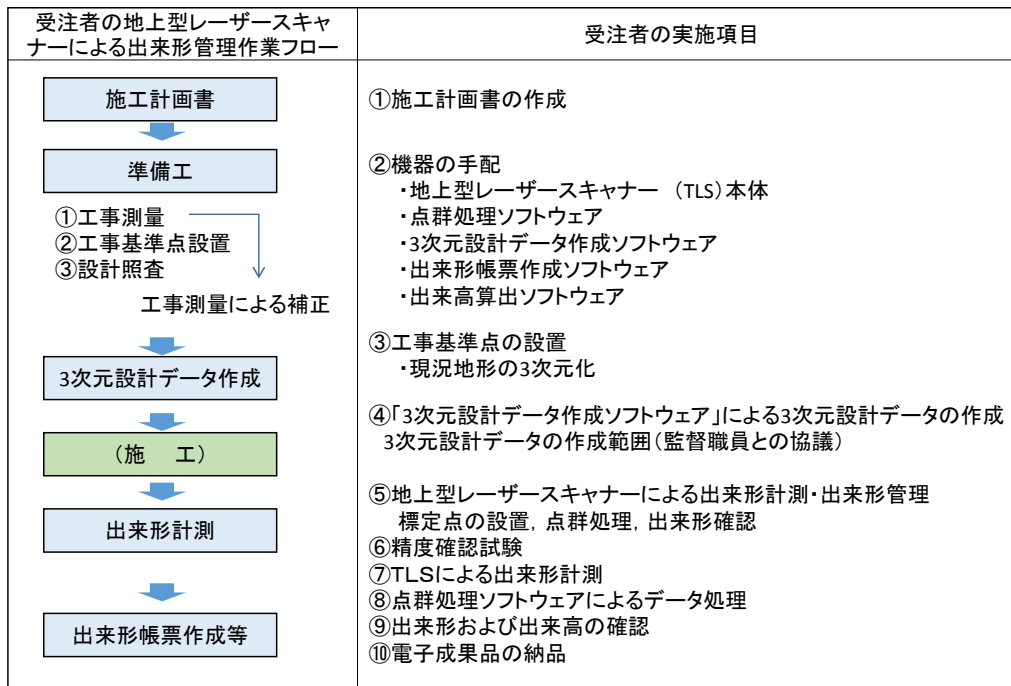 受注者の地上型レーザースキャ
ナーによる出来形管理作業フロー
施工計画書
準備工
①工事測量
②工事基準点設置
③設計照査
工事測量による補正
3次元設計データ作成
(施　工)
出来形計測
出来形帳票作成等
受注者の実施項目
①施工計画書の作成
②機器の手配
・地上型レーザースキャナー （TLS）本体
・点群処理ソフトウェア
・3次元設計データ作成ソフトウェア
・出来形帳票作成ソフトウェア
・出来高算出ソフトウェア
③工事基準点の設置
・現況地形の3次元化
④「3次元設計データ作成ソフトウェア」による3次元設計データの作成
3次元設計データの作成範囲（監督職員との協議）
⑤地上型レーザースキャナーによる出来形計測・出来形管理
標定点の設置，点群処理，出来形確認
⑥精度確認試験
⑦TLSによる出来形計測
⑧点群処理ソフトウェアによるデータ処理
⑨出来形および出来高の確認
⑩電子成果品の納品